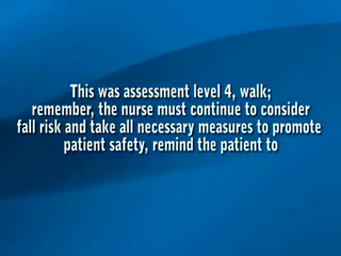 This was assessment level 4, walk;
remember, the nurse must continue to consider
fall risk and take all necessary measures to promote
patient safety, remind the patient to